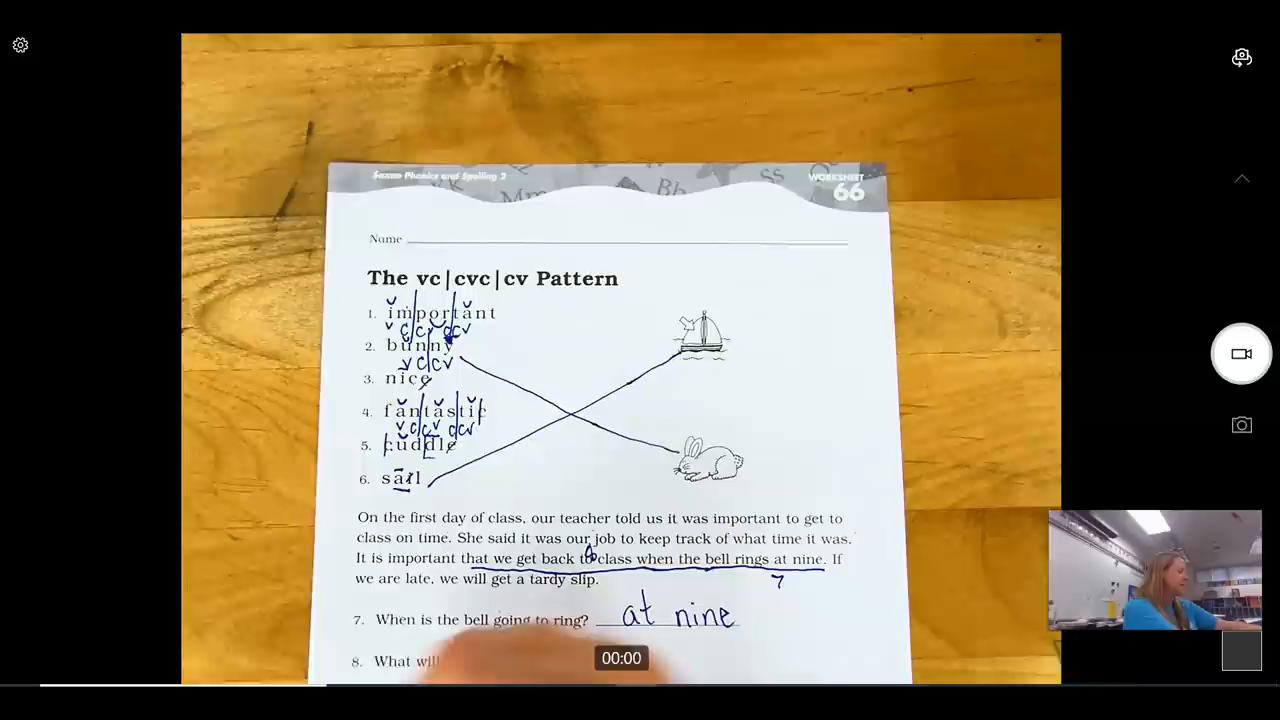 Saxon Phonics and Spelling 2
WORKSHEET
66
Name
The vc|cvc|cv Pattern
1. important
v c c v c c v
2. bunny
v c c v
3. nice
4. fantastic
v c c v c c v
5. cuddle
6. sail
On the first day of class, our teacher told us it was important to get to
class on time. She said it was our job to keep track of what time it was.
It is important that we get back to class when the bell rings at nine. If
we are late, we will get a tardy slip.
7
7. When is the bell going to ring? at nine
8. What
00:00